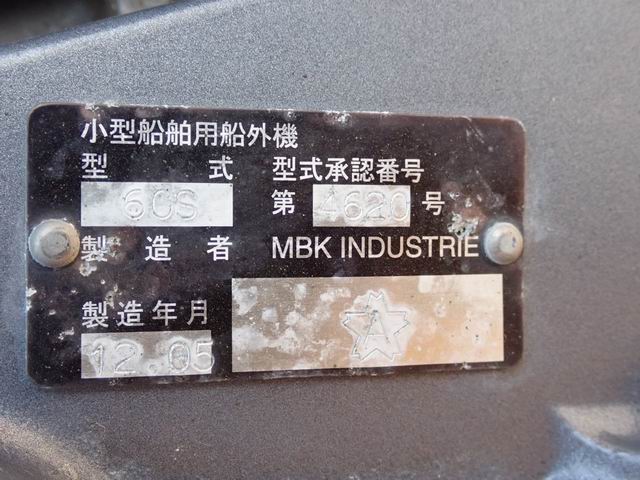 小型船舶用船外機
型式 型式承認番号
6CS 第 4620 号
製造者 MBK INDUSTRIE
製造年月
12.05
A